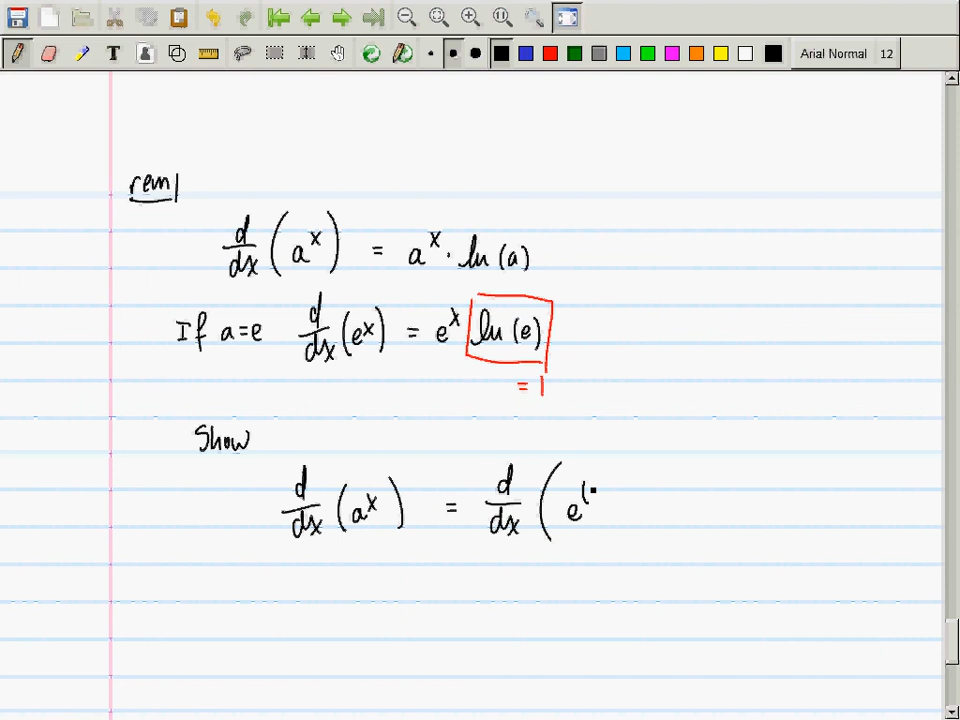 Arial Normal 12
rem
d/dx (a^x) = a^x · ln(a)
If a=e d/dx (e^x) = e^x ln(e)
= 1
Show
d/dx (a^x) = d/dx ( e^(